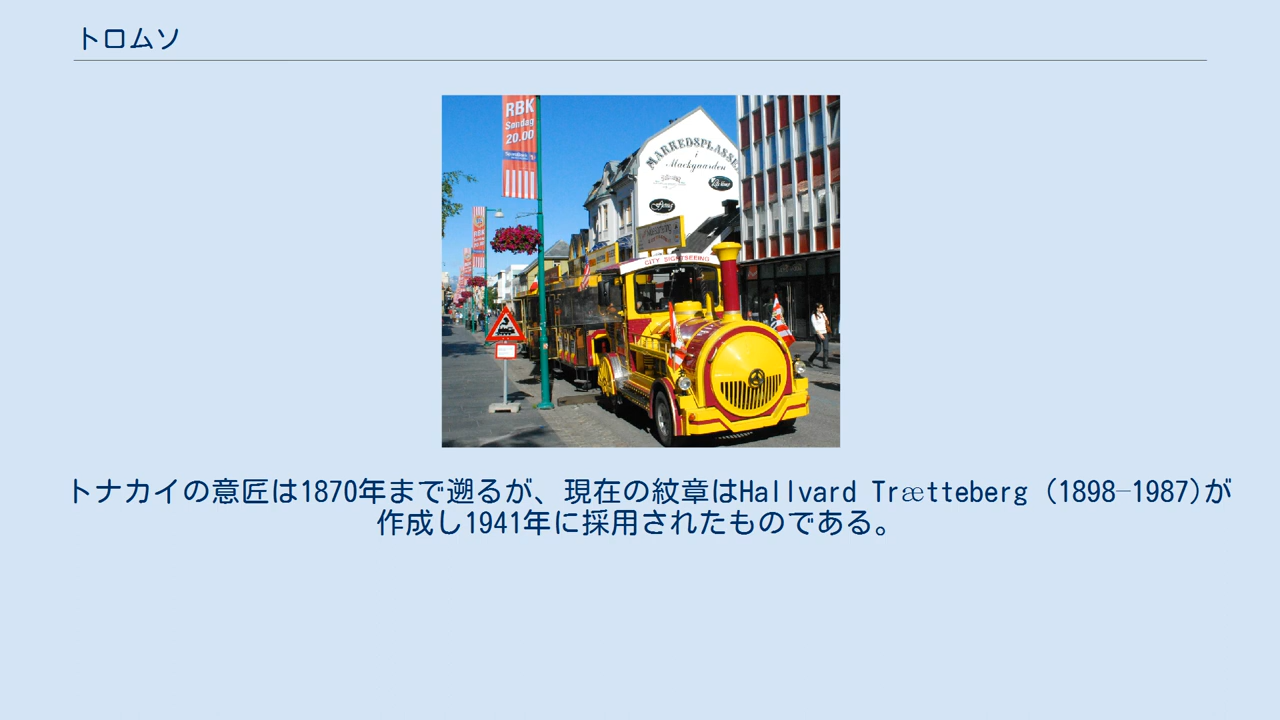 トロムソ
RBK
Søndag
20.00
MARKEDSPLASSEN
i
Mackgaarden
CITY SIGHTSEEING
トナカイの意匠は1870年まで遡るが、現在の紋章はHallvard Trætteberg (1898–1987)が
作成し1941年に採用されたものである。